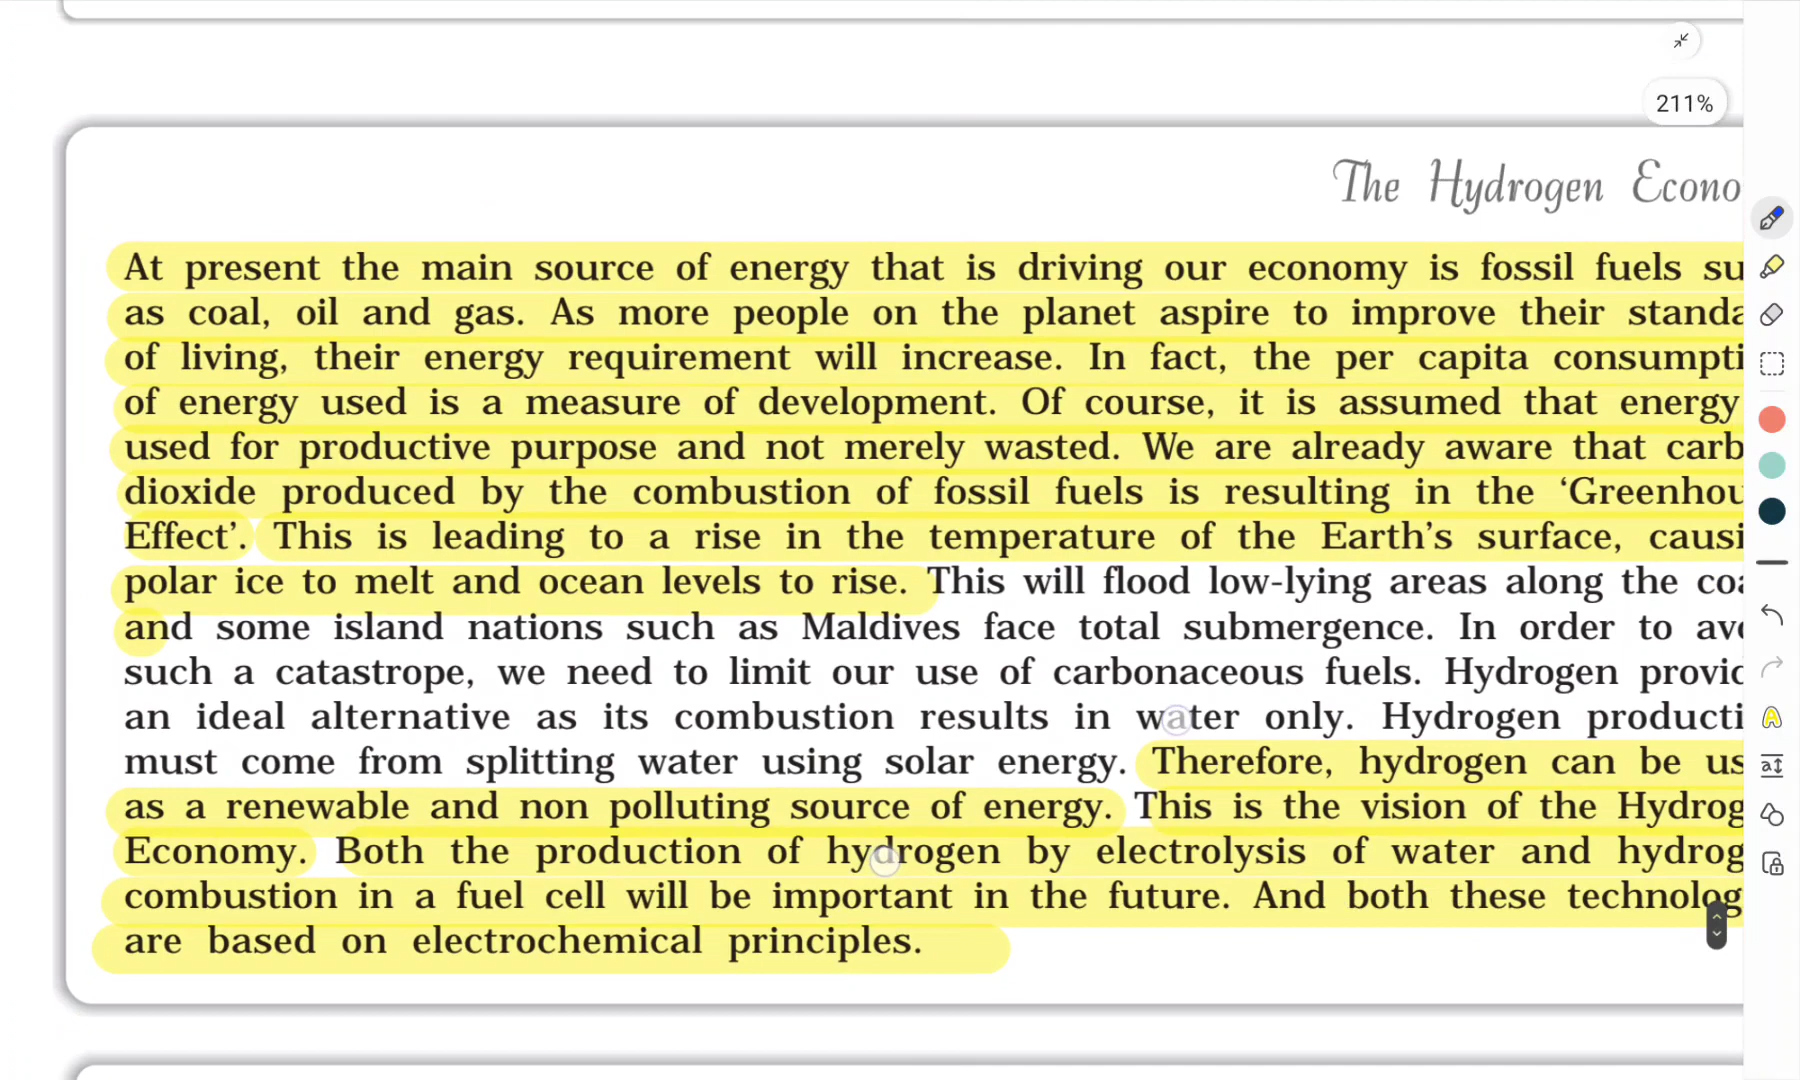 211%
The Hydrogen Econo
At present the main source of energy that is driving our economy is fossil fuels su
as coal, oil and gas. As more people on the planet aspire to improve their standa
of living, their energy requirement will increase. In fact, the per capita consumpti
of energy used is a measure of development. Of course, it is assumed that energy
used for productive purpose and not merely wasted. We are already aware that carb
dioxide produced by the combustion of fossil fuels is resulting in the ‘Greenhou
Effect’. This is leading to a rise in the temperature of the Earth’s surface, causi
polar ice to melt and ocean levels to rise. This will flood low-lying areas along the coa
and some island nations such as Maldives face total submergence. In order to avo
such a catastrope, we need to limit our use of carbonaceous fuels. Hydrogen provid
an ideal alternative as its combustion results in water only. Hydrogen producti
must come from splitting water using solar energy. Therefore, hydrogen can be us
as a renewable and non polluting source of energy. This is the vision of the Hydrog
Economy. Both the production of hydrogen by electrolysis of water and hydrog
combustion in a fuel cell will be important in the future. And both these technolog
are based on electrochemical principles.